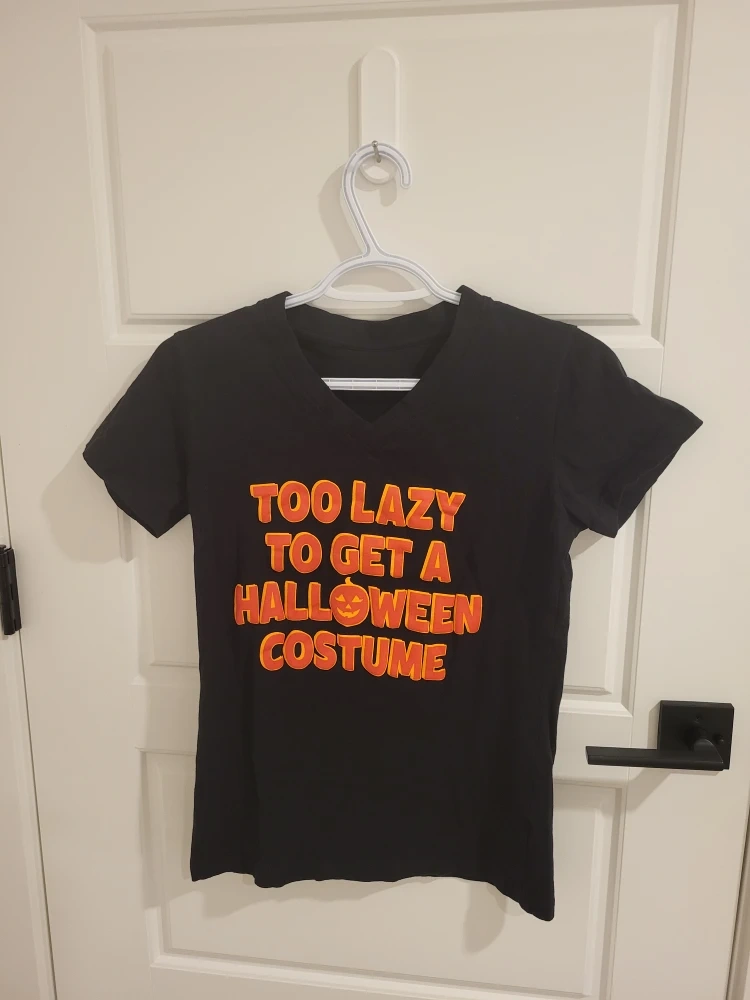 TOO LAZY
TO GET A
HALLOWEEN
COSTUME